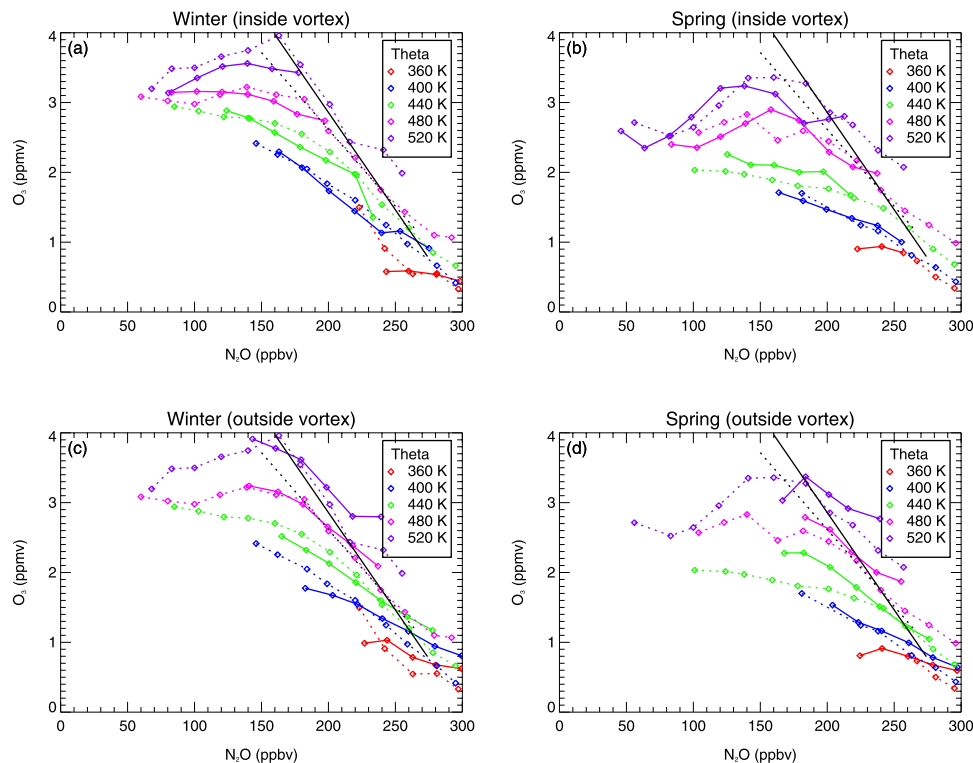 Winter (inside vortex)
(a)
4
3
2
1
0
O₃ (ppmv)
0 50 100 150 200 250 300
N₂O (ppbv)
Theta
360 K
400 K
440 K
480 K
520 K
Spring (inside vortex)
(b)
4
3
2
1
0
O₃ (ppmv)
0 50 100 150 200 250 300
N₂O (ppbv)
Theta
360 K
400 K
440 K
480 K
520 K
Winter (outside vortex)
(c)
4
3
2
1
0
O₃ (ppmv)
0 50 100 150 200 250 300
N₂O (ppbv)
Theta
360 K
400 K
440 K
480 K
520 K
Spring (outside vortex)
(d)
4
3
2
1
0
O₃ (ppmv)
0 50 100 150 200 250 300
N₂O (ppbv)
Theta
360 K
400 K
440 K
480 K
520 K